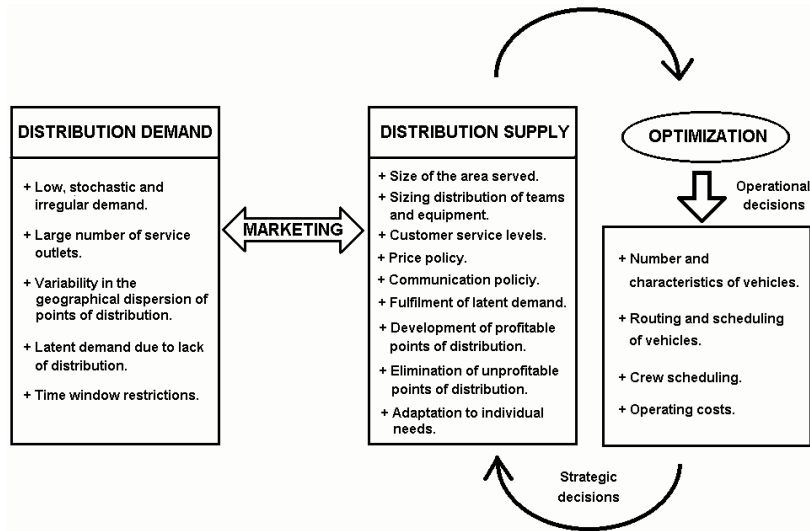 DISTRIBUTION DEMAND
+ Low, stochastic and
irregular demand.
+ Large number of service
outlets.
+ Variability in the
geographical dispersion of
points of distribution.
+ Latent demand due to lack
of distribution.
+ Time window restrictions.
MARKETING
DISTRIBUTION SUPPLY
+ Size of the area served.
+ Sizing distribution of teams
and equipment.
+ Customer service levels.
+ Price policy.
+ Communication policiy.
+ Fulfilment of latent demand.
+ Development of profitable
points of distribution.
+ Elimination of unprofitable
points of distribution.
+ Adaptation to individual
needs.
OPTIMIZATION
Operational
decisions
+ Number and
characteristics of vehicles.
+ Routing and scheduling
of vehicles.
+ Crew scheduling.
+ Operating costs.
Strategic
decisions